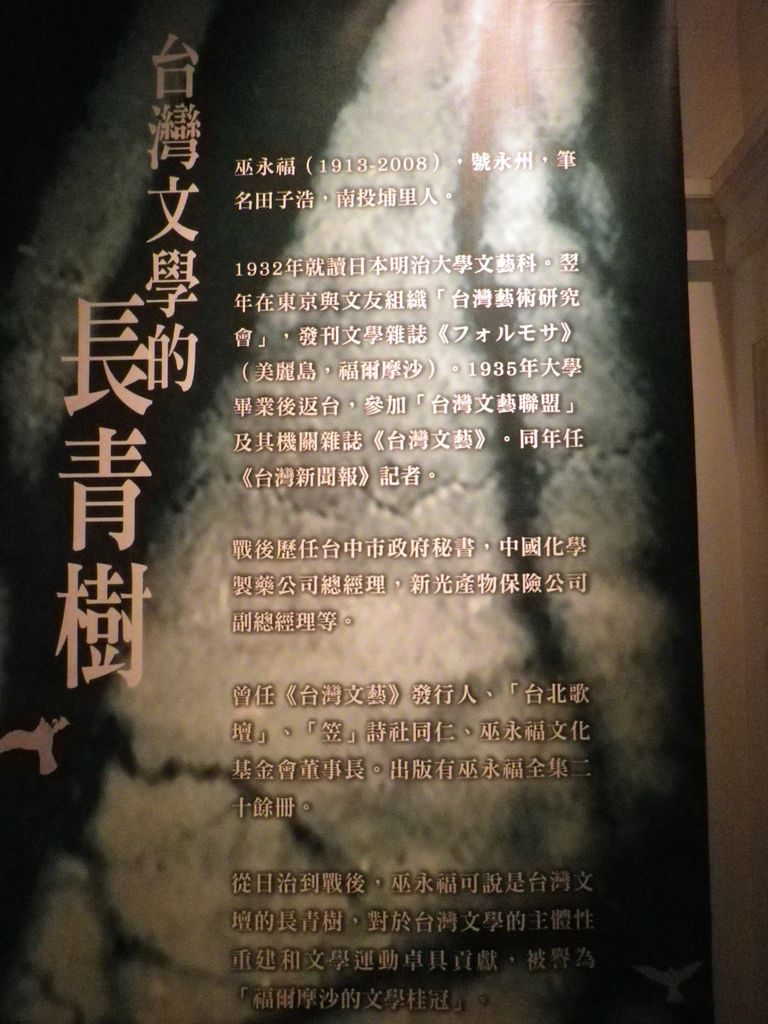 台灣文學的
長青樹
巫永福（1913-2008），號永州，筆
名田子浩，南投埔里人。
1932年就讀日本明治大學文藝科。翌
年在東京與文友組織「台灣藝術研究
會」，發刊文學雜誌《フォルモサ》
（美麗島，福爾摩沙）。1935年大學
畢業後返台，參加「台灣文藝聯盟」
及其機關雜誌《台灣文藝》。同年任
《台灣新聞報》記者。
戰後歷任台中市政府秘書，中國化學
製藥公司總經理，新光產物保險公司
副總經理等。
曾任《台灣文藝》發行人、「台北歌
壇」、「笠」詩社同仁、巫永福文化
基金會董事長。出版有巫永福全集二
十餘冊。
從日治到戰後，巫永福可說是台灣文
壇的長青樹，對於台灣文學的主體性
重建和文學運動卓具貢獻，被譽為
「福爾摩沙的文學桂冠」。